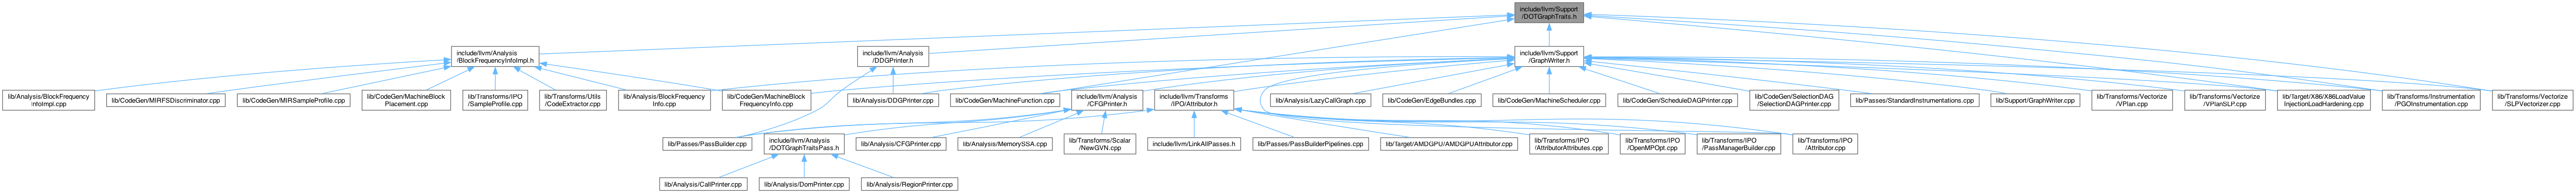 include/llvm/Support
/DOTGraphTraits.h
include/llvm/Analysis
/BlockFrequencyInfoImpl.h
include/llvm/Analysis
/DDGPrinter.h
include/llvm/Support
/GraphWriter.h
lib/Analysis/BlockFrequency
InfoImpl.cpp
lib/CodeGen/MIRFSDiscriminator.cpp
lib/CodeGen/MIRSampleProfile.cpp
lib/CodeGen/MachineBlock
Placement.cpp
lib/Transforms/IPO
/SampleProfile.cpp
lib/Transforms/Utils
/CodeExtractor.cpp
lib/Analysis/BlockFrequency
Info.cpp
lib/CodeGen/MachineBlock
FrequencyInfo.cpp
lib/Analysis/DDGPrinter.cpp
lib/CodeGen/MachineFunction.cpp
include/llvm/Analysis
/CFGPrinter.h
include/llvm/Transforms
/IPO/Attributor.h
lib/Analysis/LazyCallGraph.cpp
lib/CodeGen/EdgeBundles.cpp
lib/CodeGen/MachineScheduler.cpp
lib/CodeGen/ScheduleDAGPrinter.cpp
lib/CodeGen/SelectionDAG
/SelectionDAGPrinter.cpp
lib/Passes/StandardInstrumentations.cpp
lib/Support/GraphWriter.cpp
lib/Transforms/Vectorize
/VPlan.cpp
lib/Transforms/Vectorize
/VPlanSLP.cpp
lib/Target/X86/X86LoadValue
InjectionLoadHardening.cpp
lib/Transforms/Instrumentation
/PGOInstrumentation.cpp
lib/Transforms/Vectorize
/SLPVectorizer.cpp
lib/Passes/PassBuilder.cpp
include/llvm/Analysis
/DOTGraphTraitsPass.h
lib/Analysis/CFGPrinter.cpp
lib/Analysis/MemorySSA.cpp
lib/Transforms/Scalar
/NewGVN.cpp
include/llvm/LinkAllPasses.h
lib/Passes/PassBuilderPipelines.cpp
lib/Target/AMDGPU/AMDGPUAttributor.cpp
lib/Transforms/IPO
/AttributorAttributes.cpp
lib/Transforms/IPO
/OpenMPOpt.cpp
lib/Transforms/IPO
/PassManagerBuilder.cpp
lib/Transforms/IPO
/Attributor.cpp
lib/Analysis/CallPrinter.cpp
lib/Analysis/DomPrinter.cpp
lib/Analysis/RegionPrinter.cpp